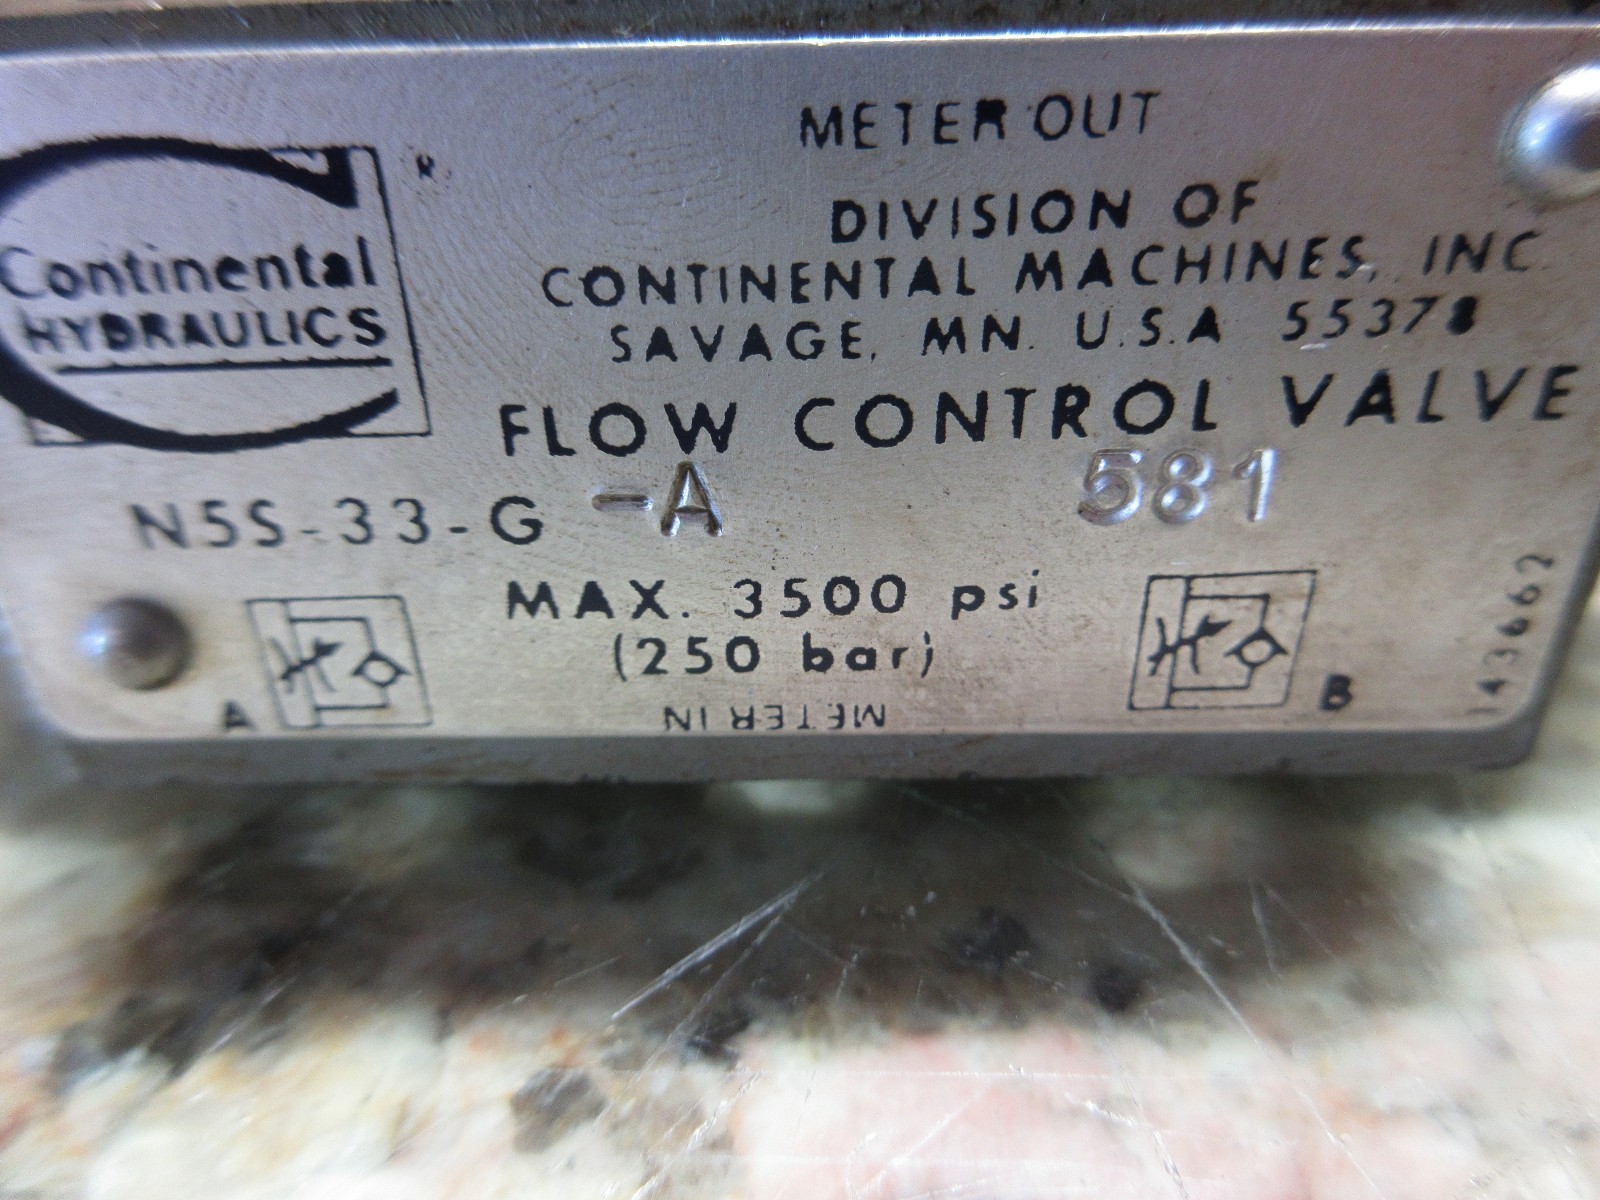 METER OUT
R
Continental
HYDRAULICS
DIVISION OF
CONTINENTAL MACHINES, INC.
SAVAGE, MN. U.S.A 55378
FLOW CONTROL VALVE
N5S-33-G -A 581
MAX. 3500 psi
(250 bar)
A
B
METER IN
143662